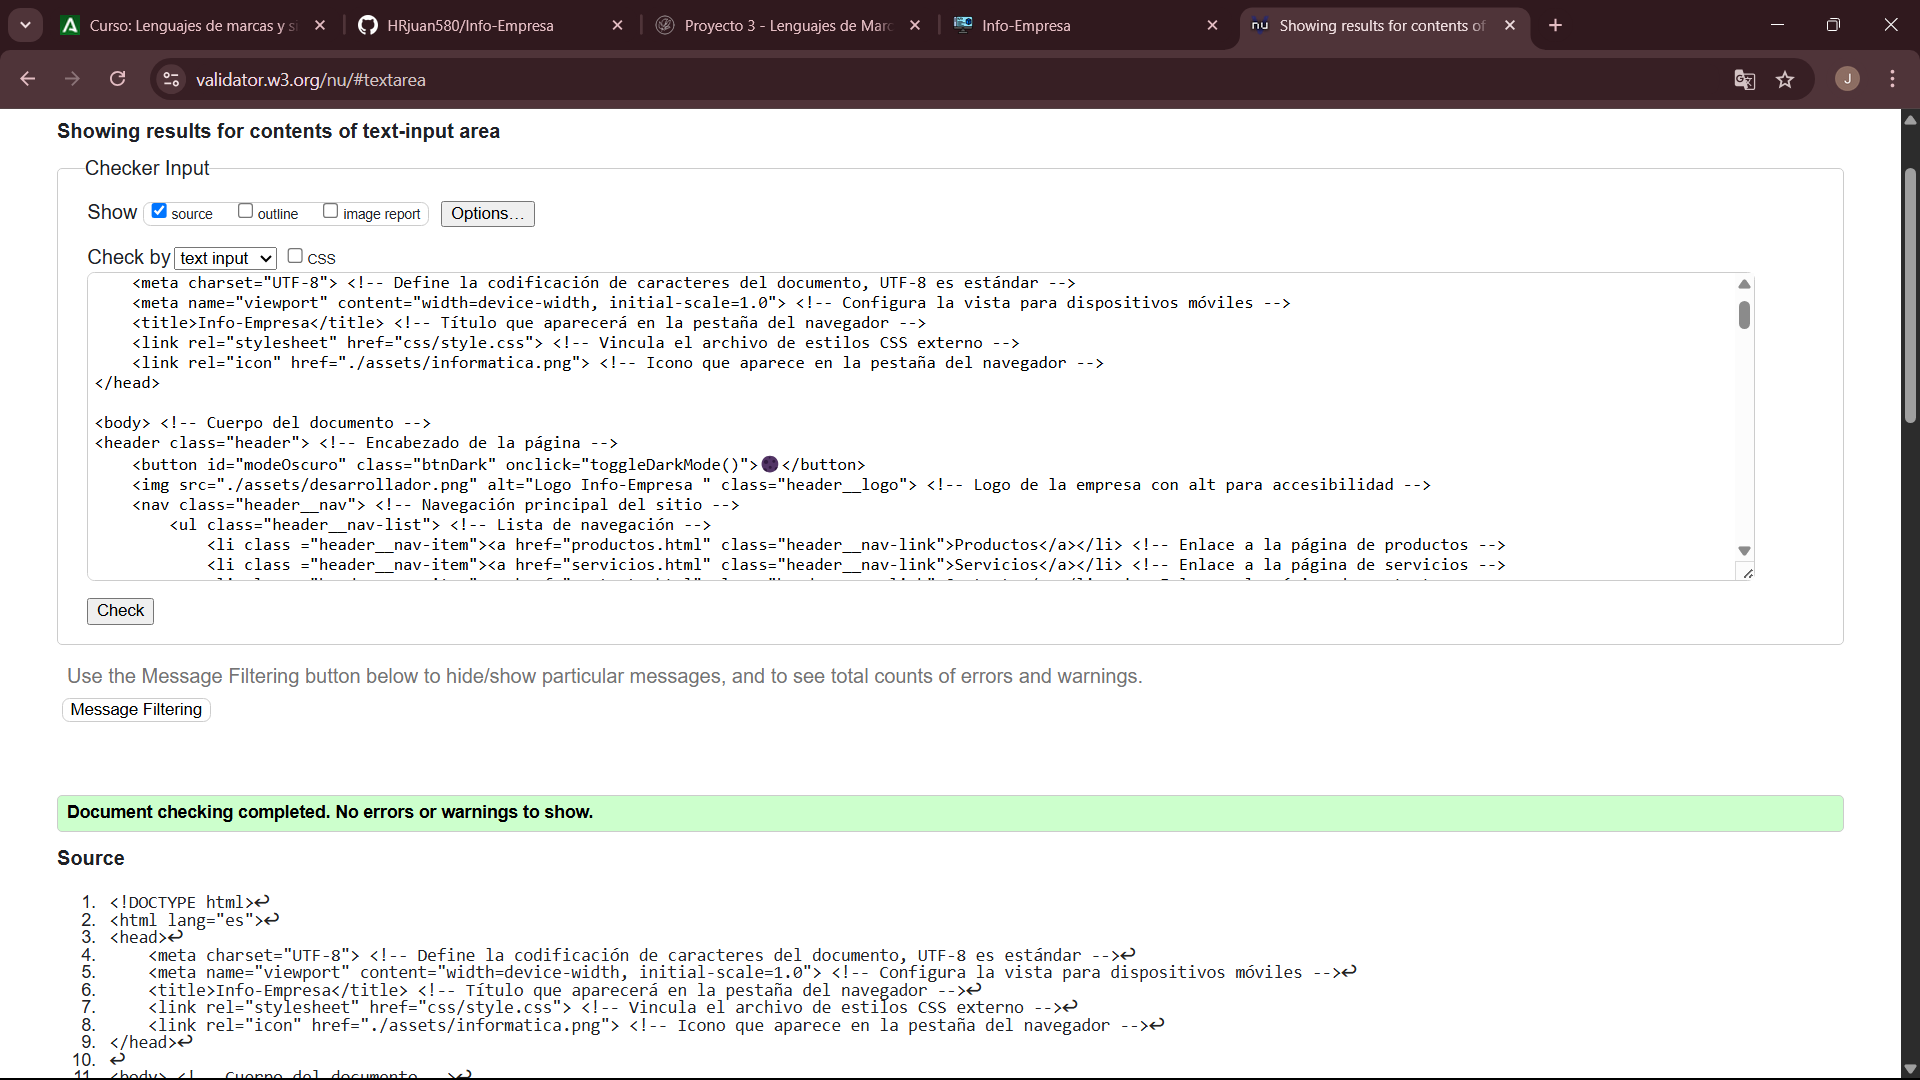 Curso: Lenguajes de marcas y si
HRjuan580/Info-Empresa
Proyecto 3 - Lenguajes de Marc
Info-Empresa
nu Showing results for contents of
validator.w3.org/nu/#textarea
J
Showing results for contents of text-input area
Checker Input
Show source outline image report Options...
Check by text input CSS
<meta charset="UTF-8"> <!-- Define la codificación de caracteres del documento, UTF-8 es estándar -->
<meta name="viewport" content="width=device-width, initial-scale=1.0"> <!-- Configura la vista para dispositivos móviles -->
<title>Info-Empresa</title> <!-- Título que aparecerá en la pestaña del navegador -->
<link rel="stylesheet" href="css/style.css"> <!-- Vincula el archivo de estilos CSS externo -->
<link rel="icon" href="./assets/informatica.png"> <!-- Icono que aparece en la pestaña del navegador -->
</head>
<body> <!-- Cuerpo del documento -->
<header class="header"> <!-- Encabezado de la página -->
<button id="modeOscuro" class="btnDark" onclick="toggleDarkMode()">🌚</button>
<img src="./assets/desarrollador.png" alt="Logo Info-Empresa " class="header__logo"> <!-- Logo de la empresa con alt para accesibilidad -->
<nav class="header__nav"> <!-- Navegación principal del sitio -->
<ul class="header__nav-list"> <!-- Lista de navegación -->
<li class ="header__nav-item"><a href="productos.html" class="header__nav-link">Productos</a></li> <!-- Enlace a la página de productos -->
<li class ="header__nav-item"><a href="servicios.html" class="header__nav-link">Servicios</a></li> <!-- Enlace a la página de servicios -->
Check
Use the Message Filtering button below to hide/show particular messages, and to see total counts of errors and warnings.
Message Filtering
Document checking completed. No errors or warnings to show.
Source
1. <!DOCTYPE html>↩
2. <html lang="es">↩
3. <head>↩
4. <meta charset="UTF-8"> <!-- Define la codificación de caracteres del documento, UTF-8 es estándar -->↩
5. <meta name="viewport" content="width=device-width, initial-scale=1.0"> <!-- Configura la vista para dispositivos móviles -->↩
6. <title>Info-Empresa</title> <!-- Título que aparecerá en la pestaña del navegador -->↩
7. <link rel="stylesheet" href="css/style.css"> <!-- Vincula el archivo de estilos CSS externo -->↩
8. <link rel="icon" href="./assets/informatica.png"> <!-- Icono que aparece en la pestaña del navegador -->↩
9. </head>↩
10. ↩
11. <body> <!-- Cuerpo del documento -->↩